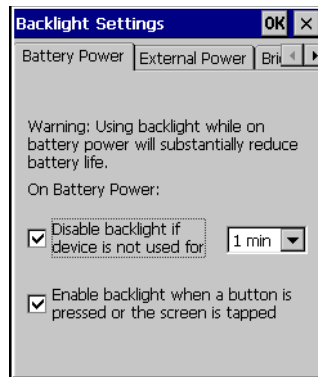 Backlight Settings OK ×
Battery Power External Power Bri
Warning: Using backlight while on
battery power will substantially reduce
battery life.
On Battery Power:
Disable backlight if
device is not used for 1 min
Enable backlight when a button is
pressed or the screen is tapped